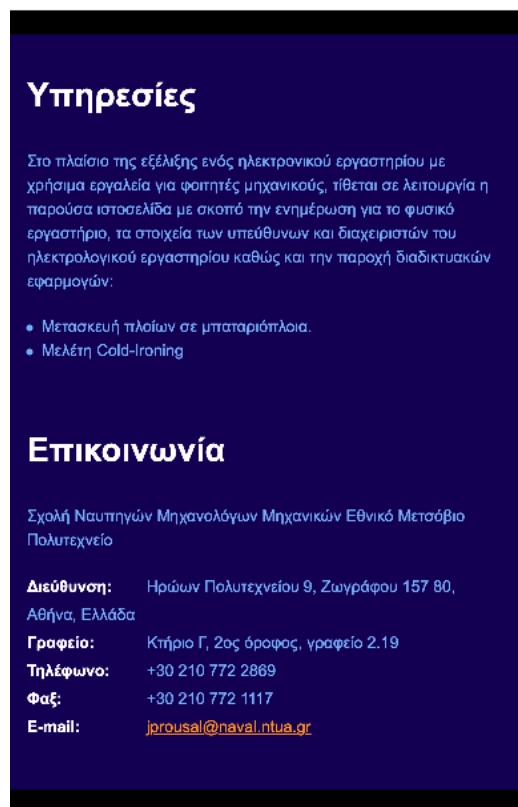 Υπηρεσίες
Στο πλαίσιο της εξέλιξης ενός ηλεκτρονικού εργαστηρίου με
χρήσιμα εργαλεία για φοιτητές μηχανικούς, τίθεται σε λειτουργία η
παρούσα ιστοσελίδα με σκοπό την ενημέρωση για το φυσικό
εργαστήριο, τα στοιχεία των υπεύθυνων και διαχειριστών του
ηλεκτρολογικού εργαστηρίου καθώς και την παροχή διαδικτυακών
εφαρμογών:
• Μετασκευή πλοίων σε μπαταριόπλοια.
• Μελέτη Cold-Ironing
Επικοινωνία
Σχολή Ναυπηγών Μηχανολόγων Μηχανικών Εθνικό Μετσόβιο
Πολυτεχνείο
Διεύθυνση: Ηρώων Πολυτεχνείου 9, Ζωγράφου 157 80,
Αθήνα, Ελλάδα
Γραφείο: Κτήριο Γ, 2ος όροφος, γραφείο 2.19
Τηλέφωνο: +30 210 772 2869
Φαξ: +30 210 772 1117
E-mail: jprousal@naval.ntua.gr